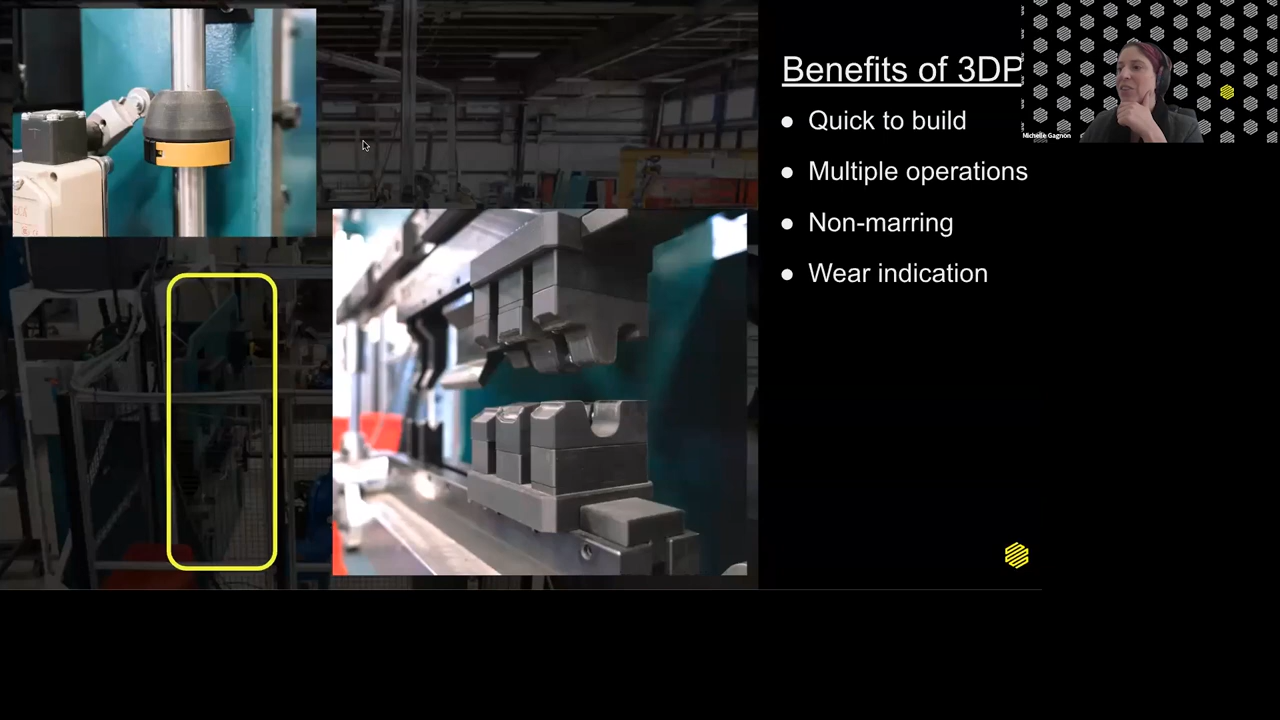 Benefits of 3DP
Michelle Gagnon
● Quick to build
● Multiple operations
● Non-marring
● Wear indication